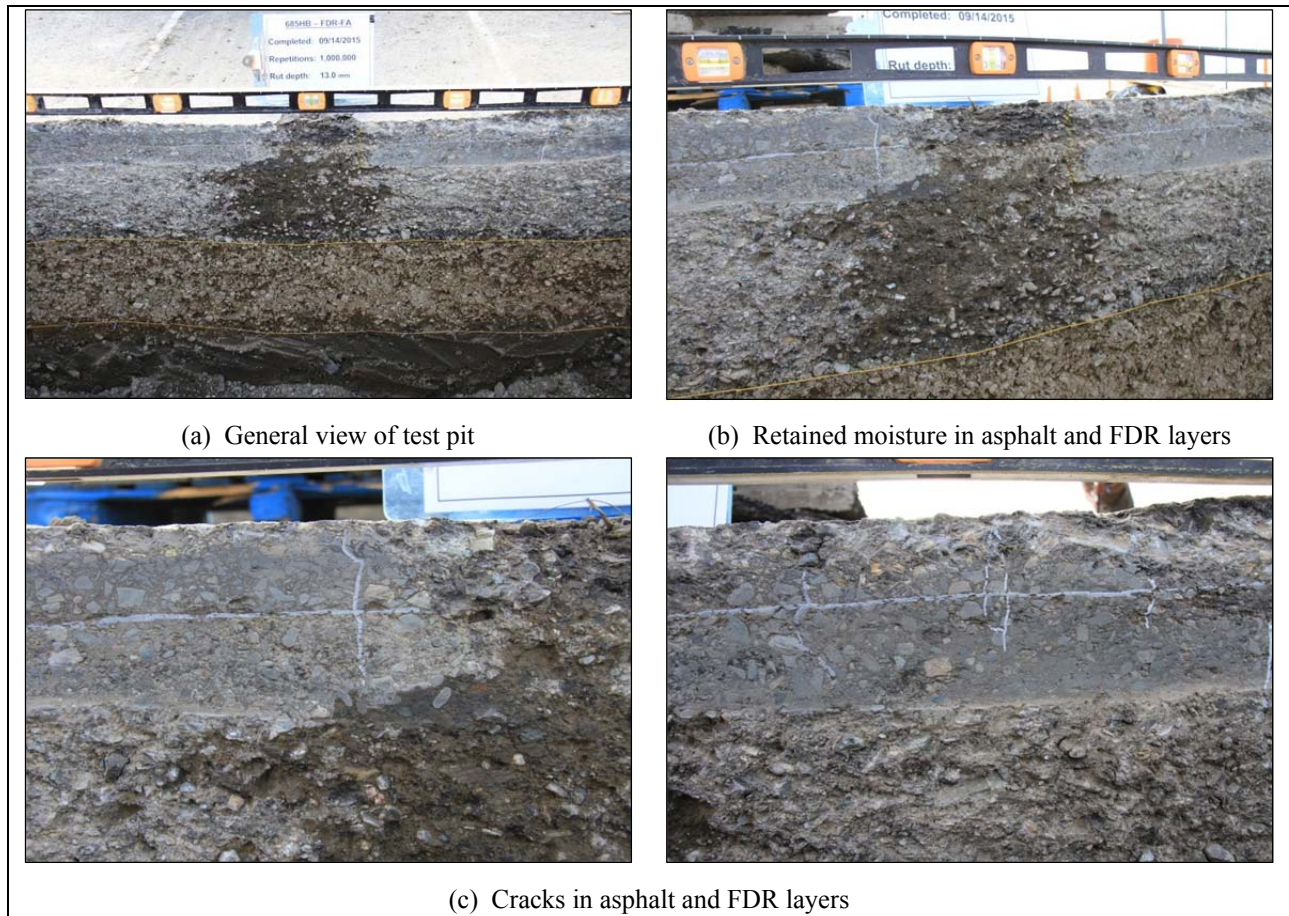 685HB – FDR-FA
Completed: 09/14/2015
Repetitions: 1,000,000
Rut depth: 13.0 mm
Completed: 09/14/2015
Rut depth:
(a) General view of test pit
(b) Retained moisture in asphalt and FDR layers
(c) Cracks in asphalt and FDR layers